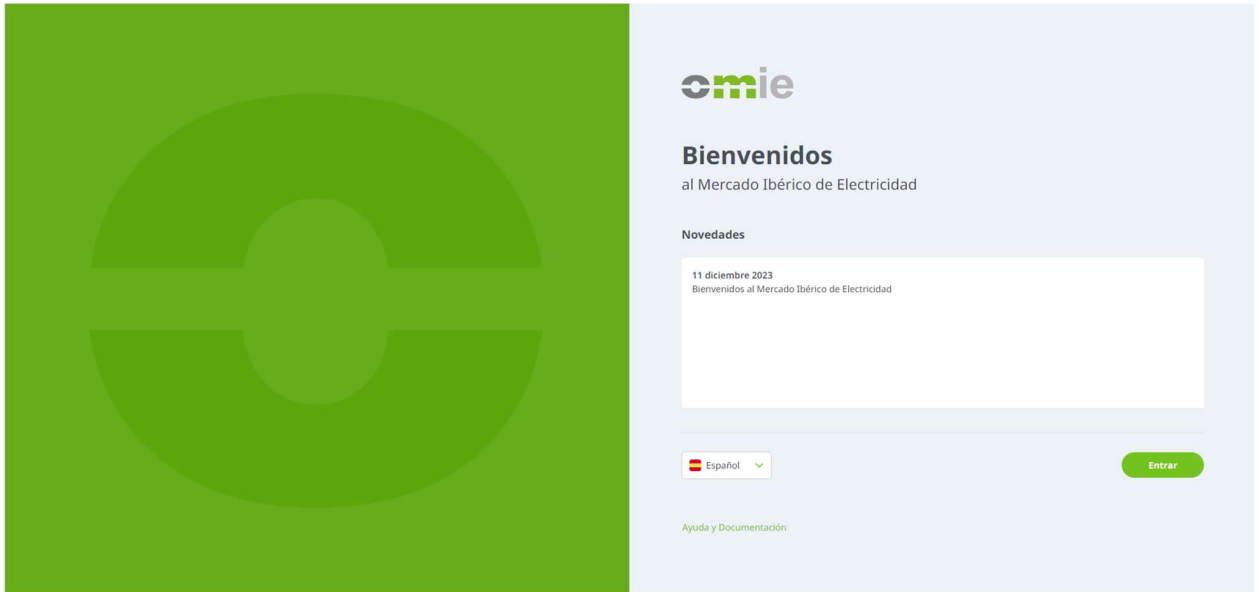 omie
Bienvenidos
al Mercado Ibérico de Electricidad
Novedades
11 diciembre 2023
Bienvenidos al Mercado Ibérico de Electricidad
Español
Entrar
Ayuda y Documentación